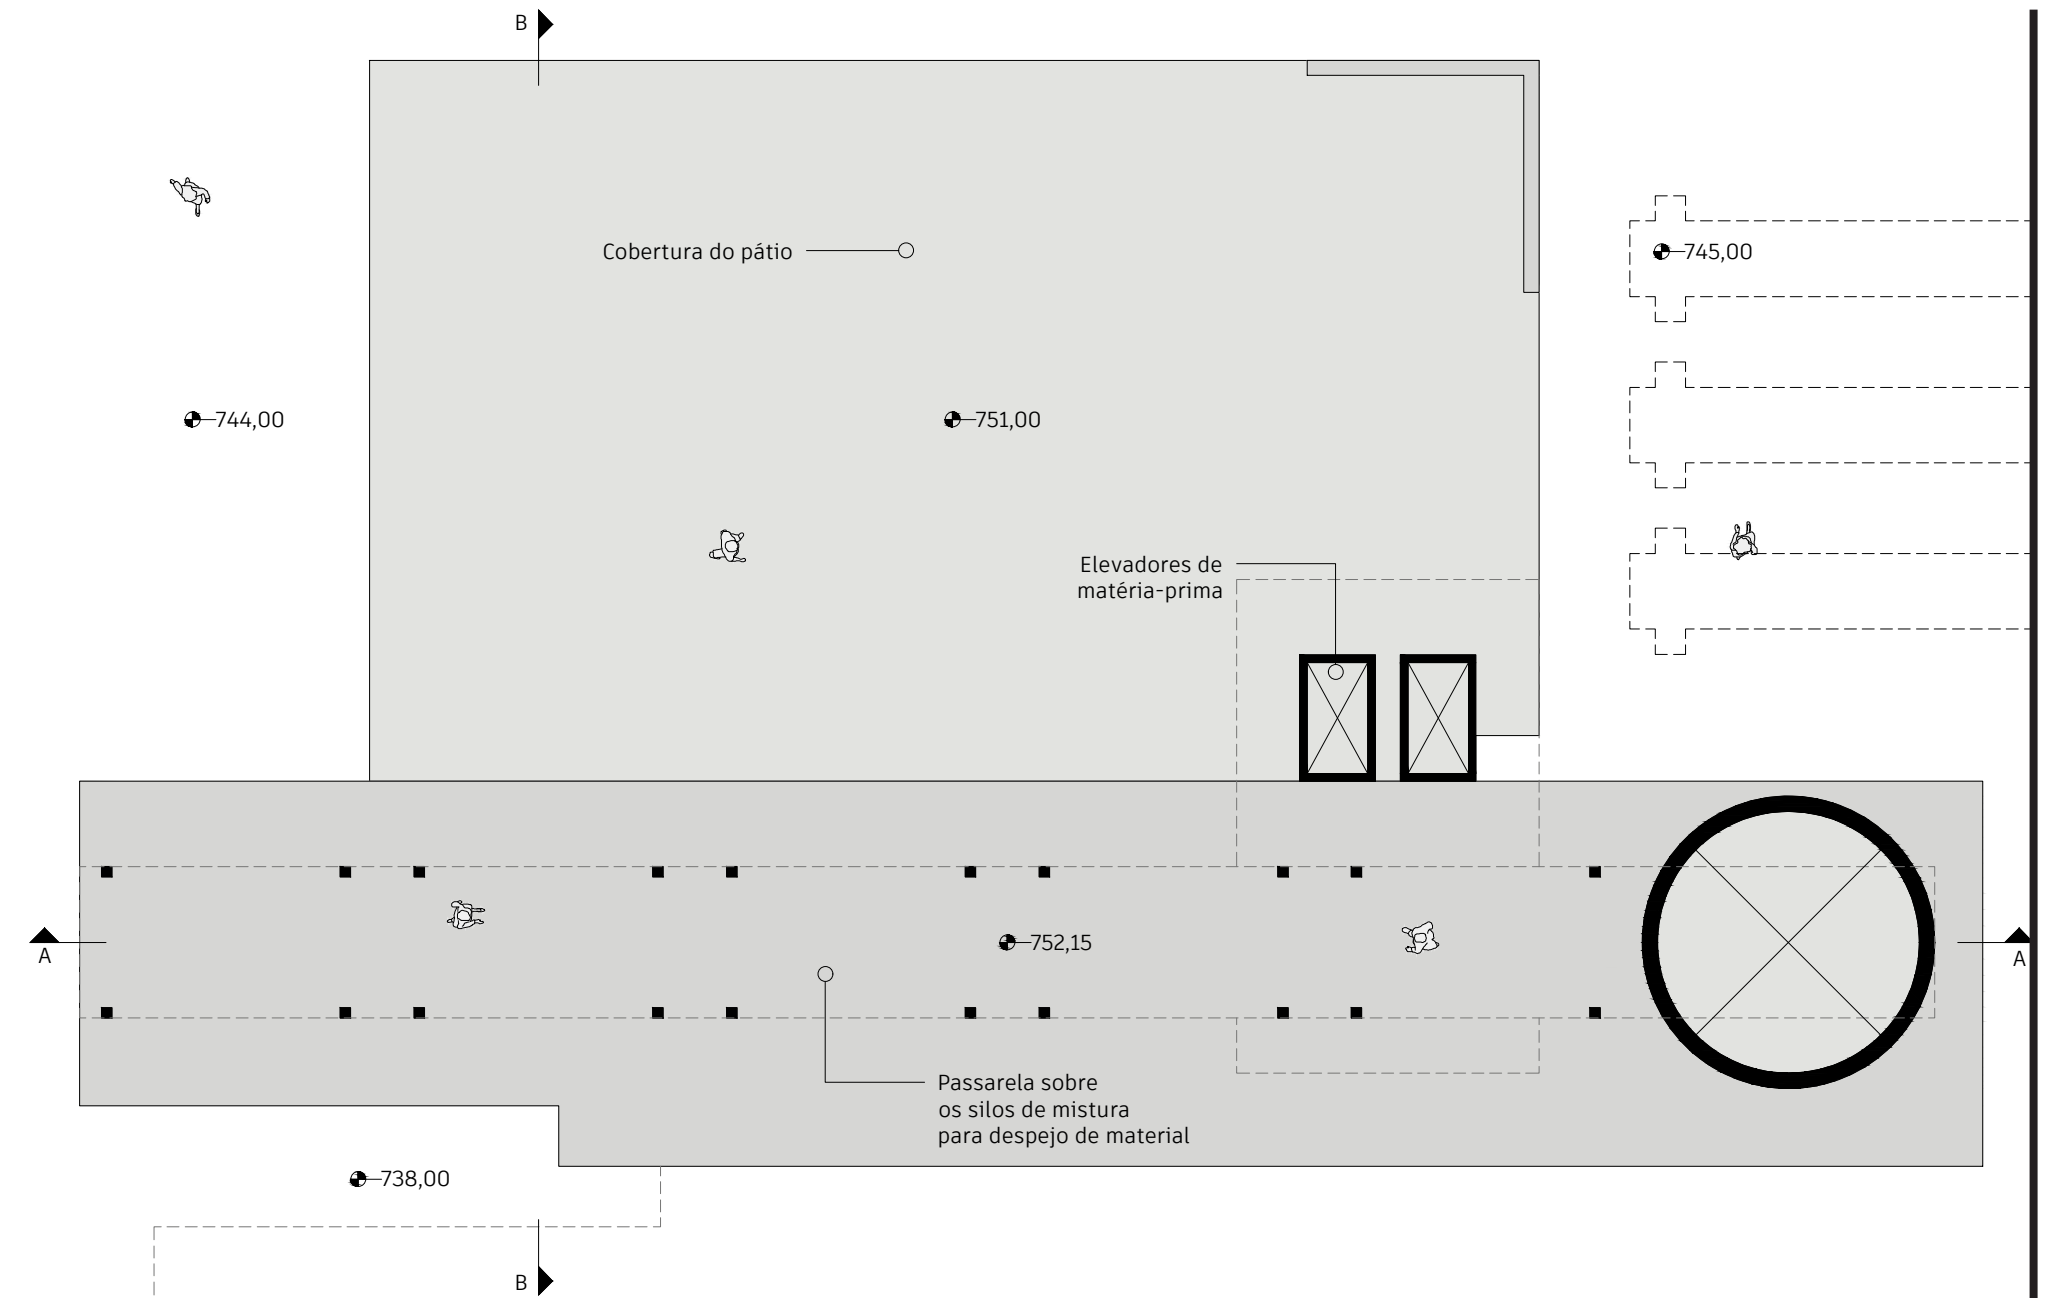 B
Cobertura do pátio
745,00
744,00
751,00
Elevadores de
matéria-prima
752,15
A
A
Passarela sobre
os silos de mistura
para despejo de material
738,00
B